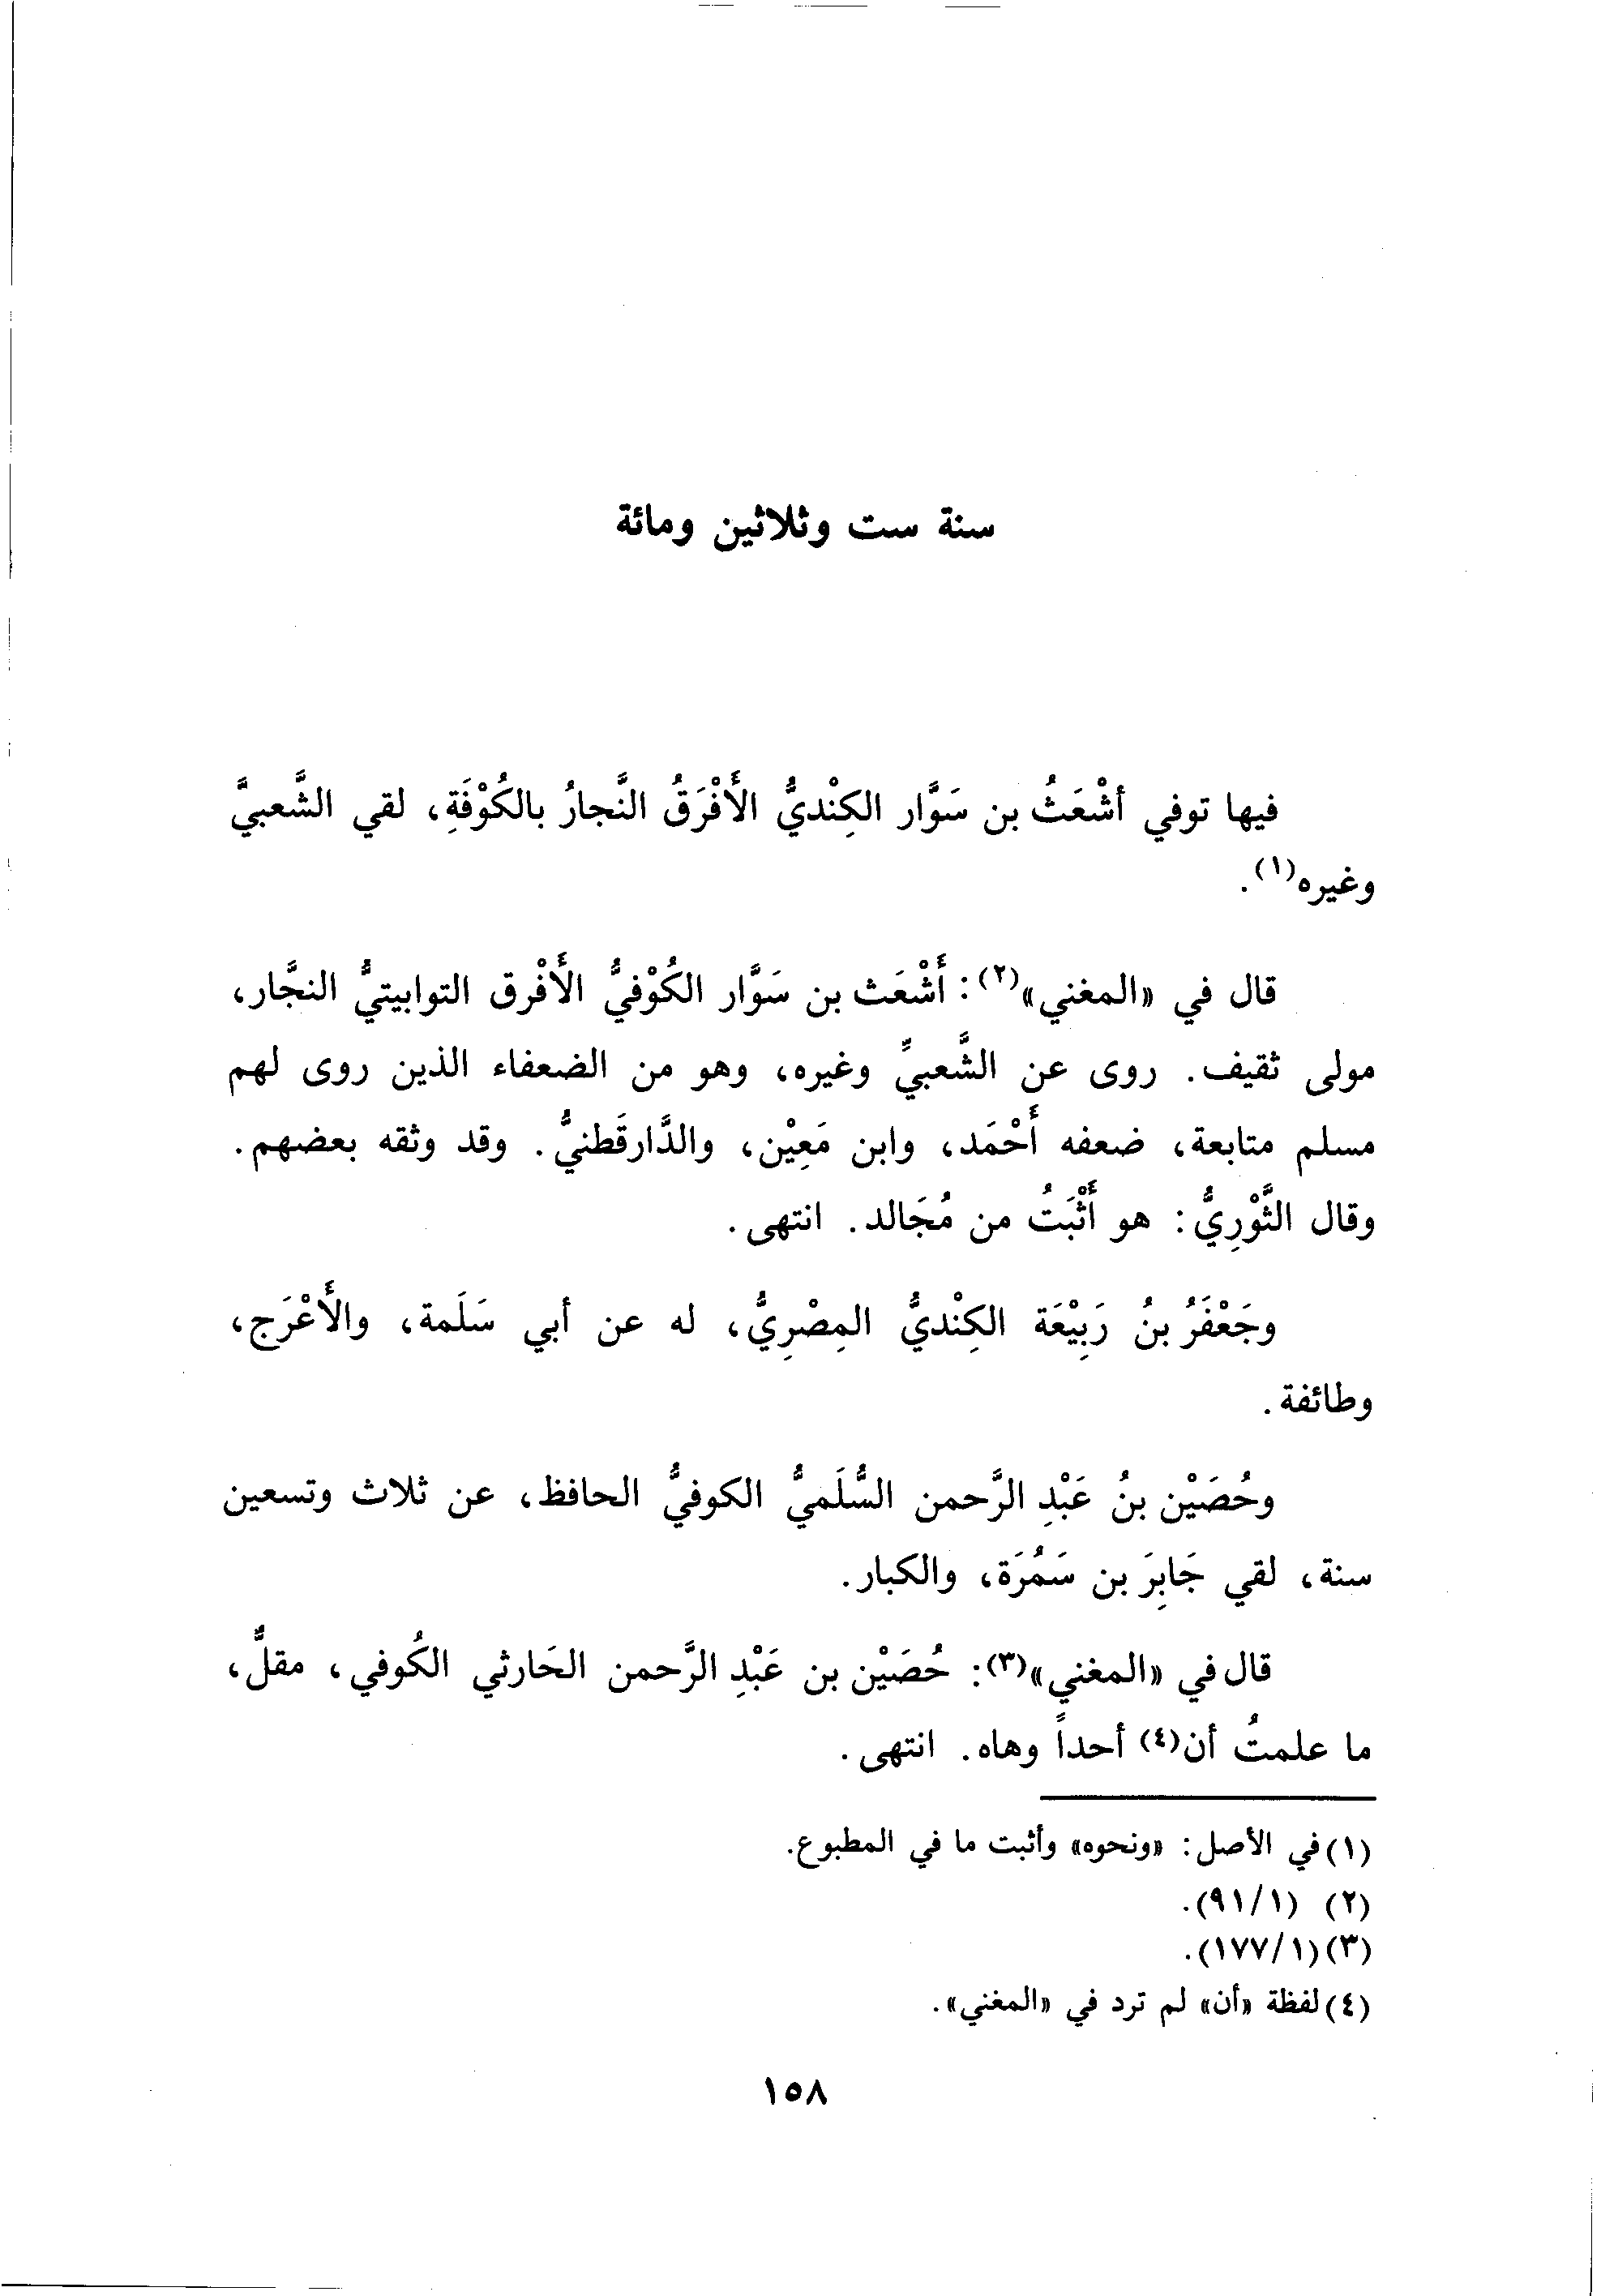 سنة ست وثلاثين ومائة
فيها توفي أشْعَثُ بن سَوَّار الكِنْديُّ الأَفْرَقُ النَّجارُ بالكُوْفَةِ، لقي الشَّعبيَّ
وغيره(١).
قال في «المغني»(٢): أَشْعَث بن سَوَّار الكُوْفيُّ الأَفْرق التوابيتيُّ النجَّار،
مولى ثقيف. روى عن الشَّعبيِّ وغيره، وهو من الضعفاء الذين روى لهم
مسلم متابعة، ضعفه أَحْمَد، وابن مَعِيْن، والدَّارقَطنيُّ. وقد وثقه بعضهم.
وقال الثَّوْرِيُّ: هو أَثْبَتُ من مُجَالد. انتهى.
وجَعْفَرُ بنُ رَبِيْعَة الكِنْديُّ المِصْرِيُّ، له عن أبي سَلَمة، والأَعْرَج،
وطائفة.
وحُصَيْن بنُ عَبْدِ الرَّحمن السُّلَميُّ الكوفيُّ الحافظ، عن ثلاث وتسعين
سنة، لقي جَابِرَ بن سَمُرَة، والكبار.
قال في «المغني»(٣): حُصَيْن بن عَبْدِ الرَّحمن الحَارثي الكُوفي، مقلٌّ،
ما علمتُ أن(٤) أحداً وهاه. انتهى.
(١) في الأصل: «ونحوه» وأثبت ما في المطبوع.
(٢) (٩١/١).
(٣) (١٧٧/١).
(٤) لفظة «أن» لم ترد في «المغني».
١٥٨